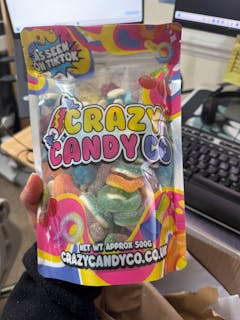 AS SEEN
ON TIKTOK
CRAZY
CANDY CO
NET WT APPROX 500G
CRAZYCANDYCO.CO.UK